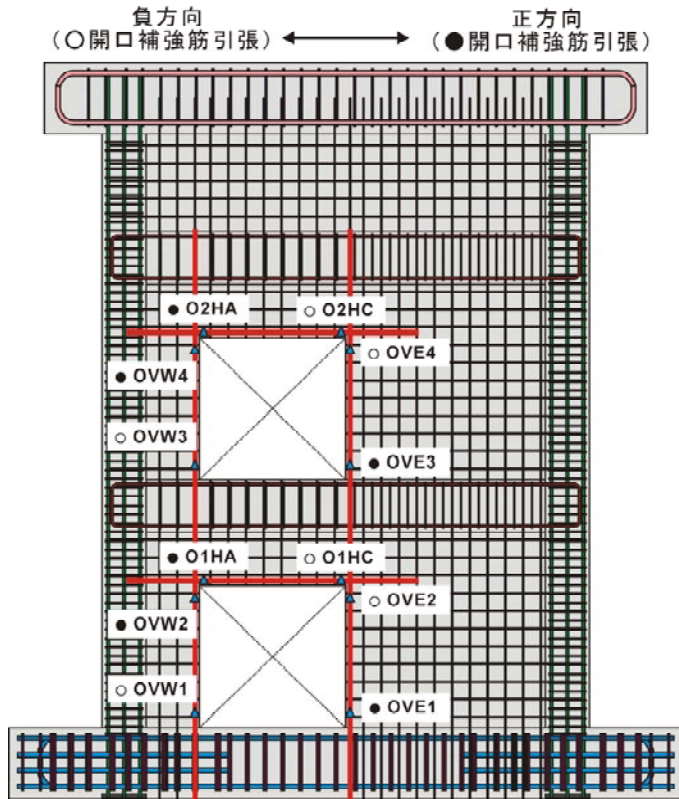 負方向
(○開口補強筋引張)
正方向
(●開口補強筋引張)
● O2HA
○ O2HC
○ OVE4
● OVW4
○ OVW3
● OVE3
● O1HA
○ O1HC
○ OVE2
● OVW2
○ OVW1
● OVE1